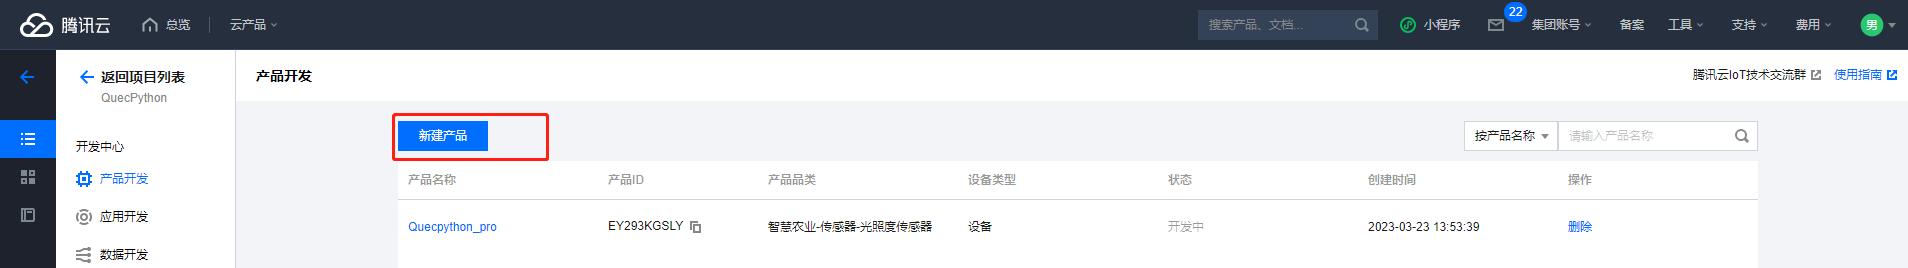 腾讯云 总览 云产品 搜索产品、文档... 小程序 22 集团账号 备案 工具 支持 费用 男
返回项目列表
QuecPython
产品开发 腾讯云IoT技术交流群 使用指南
开发中心
产品开发
应用开发
数据开发
新建产品 按产品名称 请输入产品名称
产品名称 产品ID 产品品类 设备类型 状态 创建时间 操作
Quecpython_pro EY293KGSLY 智慧农业-传感器-光照度传感器 设备 开发中 2023-03-23 13:53:39 删除